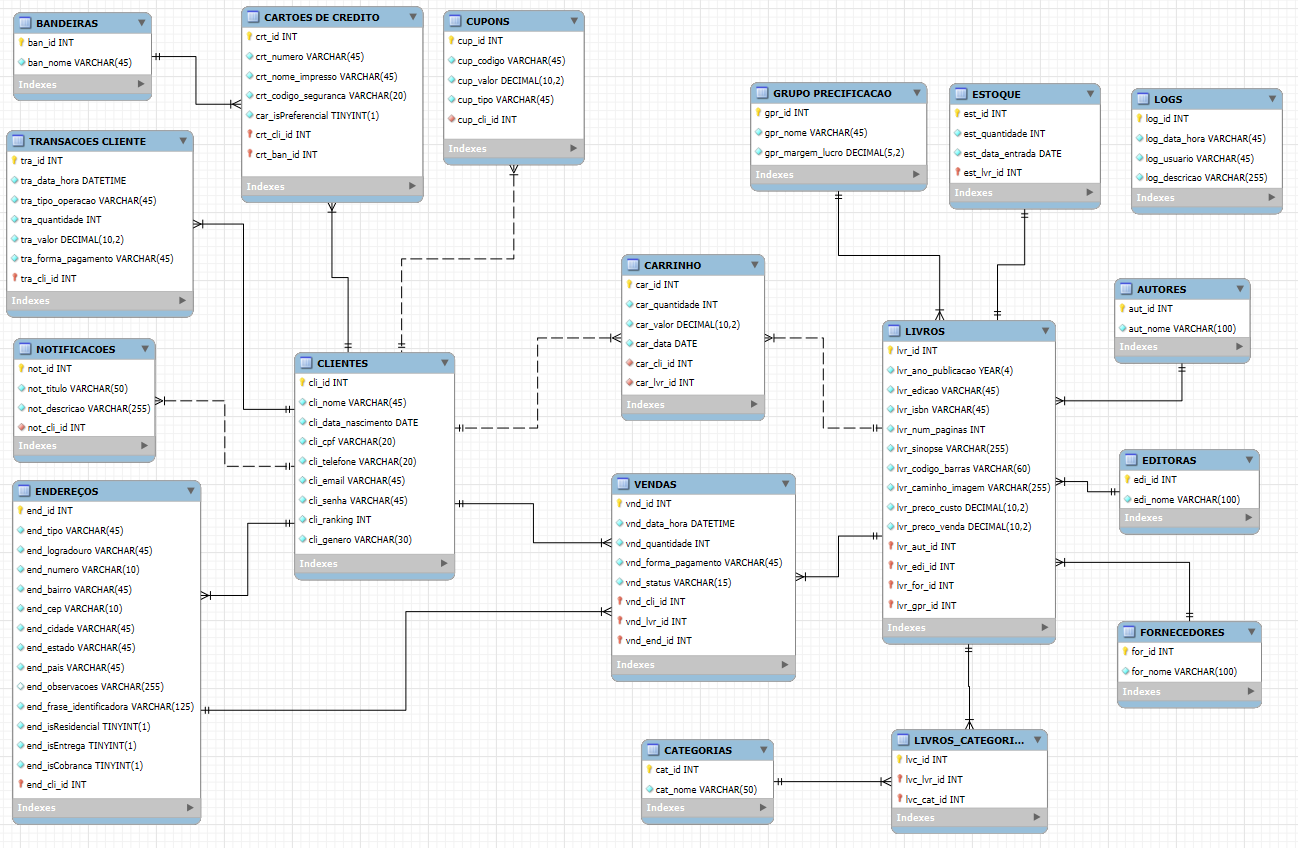 BANDEIRAS
ban_id INT
ban_nome VARCHAR(45)
Indexes
CARTOES DE CREDITO
crt_id INT
crt_numero VARCHAR(45)
crt_nome_impresso VARCHAR(45)
crt_codigo_seguranca VARCHAR(20)
car_isPreferencial TINYINT(1)
crt_cli_id INT
crt_ban_id INT
Indexes
CUPONS
cup_id INT
cup_codigo VARCHAR(45)
cup_valor DECIMAL(10,2)
cup_tipo VARCHAR(45)
cup_cli_id INT
Indexes
GRUPO PRECIFICACAO
gpr_id INT
gpr_nome VARCHAR(45)
gpr_margem_lucro DECIMAL(5,2)
Indexes
ESTOQUE
est_id INT
est_quantidade INT
est_data_entrada DATE
est_lvr_id INT
Indexes
LOGS
log_id INT
log_data_hora VARCHAR(45)
log_usuario VARCHAR(45)
log_descricao VARCHAR(255)
Indexes
TRANSACOES CLIENTE
tra_id INT
tra_data_hora DATETIME
tra_tipo_operacao VARCHAR(45)
tra_quantidade INT
tra_valor DECIMAL(10,2)
tra_forma_pagamento VARCHAR(45)
tra_cli_id INT
Indexes
CARRINHO
car_id INT
car_quantidade INT
car_valor DECIMAL(10,2)
car_data DATE
car_cli_id INT
car_lvr_id INT
Indexes
AUTORES
aut_id INT
aut_nome VARCHAR(100)
Indexes
NOTIFICACOES
not_id INT
not_titulo VARCHAR(50)
not_descricao VARCHAR(255)
not_cli_id INT
Indexes
CLIENTES
cli_id INT
cli_nome VARCHAR(45)
cli_data_nascimento DATE
cli_cpf VARCHAR(20)
cli_telefone VARCHAR(20)
cli_email VARCHAR(45)
cli_senha VARCHAR(45)
cli_ranking INT
cli_genero VARCHAR(30)
Indexes
LIVROS
lvr_id INT
lvr_ano_publicacao YEAR(4)
lvr_edicao VARCHAR(45)
lvr_isbn VARCHAR(45)
lvr_num_paginas INT
lvr_sinopse VARCHAR(255)
lvr_codigo_barras VARCHAR(60)
lvr_caminho_imagem VARCHAR(255)
lvr_preco_custo DECIMAL(10,2)
lvr_preco_venda DECIMAL(10,2)
lvr_aut_id INT
lvr_edi_id INT
lvr_for_id INT
lvr_gpr_id INT
Indexes
EDITORAS
edi_id INT
edi_nome VARCHAR(100)
Indexes
ENDEREÇOS
end_id INT
end_tipo VARCHAR(45)
end_logradouro VARCHAR(45)
end_numero VARCHAR(10)
end_bairro VARCHAR(45)
end_cep VARCHAR(10)
end_cidade VARCHAR(45)
end_estado VARCHAR(45)
end_pais VARCHAR(45)
end_observacoes VARCHAR(255)
end_frase_identificadora VARCHAR(125)
end_isResidencial TINYINT(1)
end_isEntrega TINYINT(1)
end_isCobranca TINYINT(1)
end_cli_id INT
Indexes
VENDAS
vnd_id INT
vnd_data_hora DATETIME
vnd_quantidade INT
vnd_forma_pagamento VARCHAR(45)
vnd_status VARCHAR(15)
vnd_cli_id INT
vnd_lvr_id INT
vnd_end_id INT
Indexes
FORNECEDORES
for_id INT
for_nome VARCHAR(100)
Indexes
CATEGORIAS
cat_id INT
cat_nome VARCHAR(50)
Indexes
LIVROS_CATEGORI...
lvc_id INT
lvc_lvr_id INT
lvc_cat_id INT
Indexes